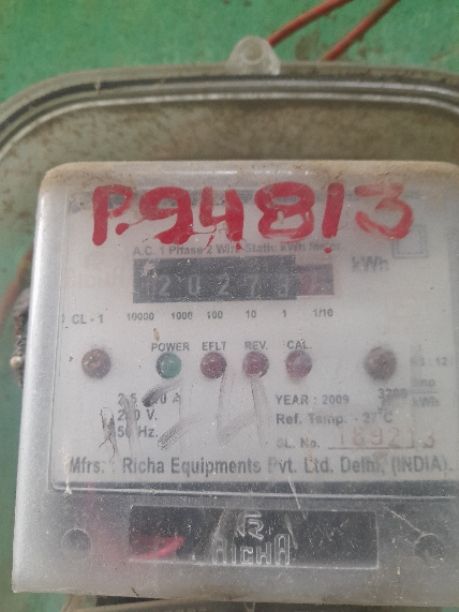 P.94813
A.C. 1 Phase 2 Wire Static kWh meter
kWh
CL - 1 10000 1000 100 10 1 1/10
POWER EFLT REV. CAL.
YEAR : 2009
50 Hz. Ref. Temp. - 27°C
SL. No. 189213
Mfrs. : Richa Equipments Pvt. Ltd. Delhi, (INDIA).
RICHA